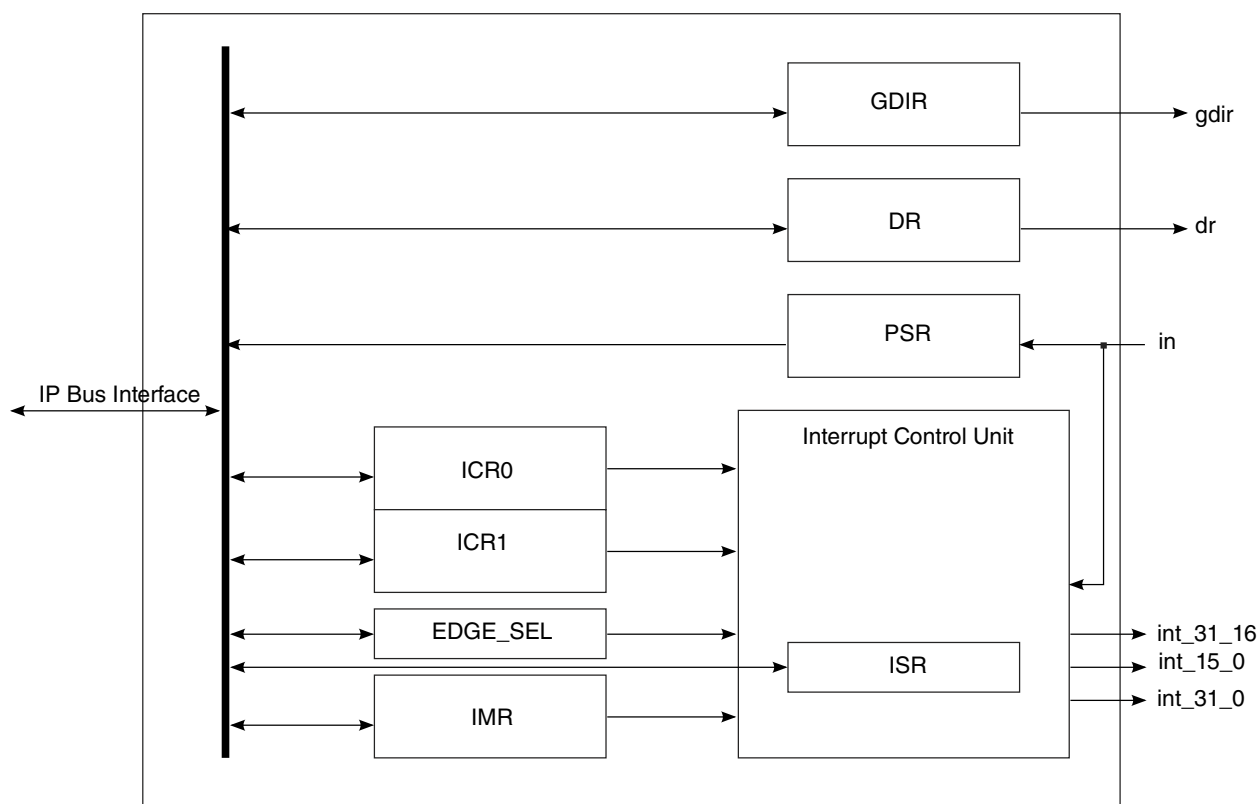 GDIR
gdir
DR
dr
PSR
in
IP Bus Interface
Interrupt Control Unit
ICR0
ICR1
EDGE_SEL
int_31_16
ISR
int_15_0
int_31_0
IMR